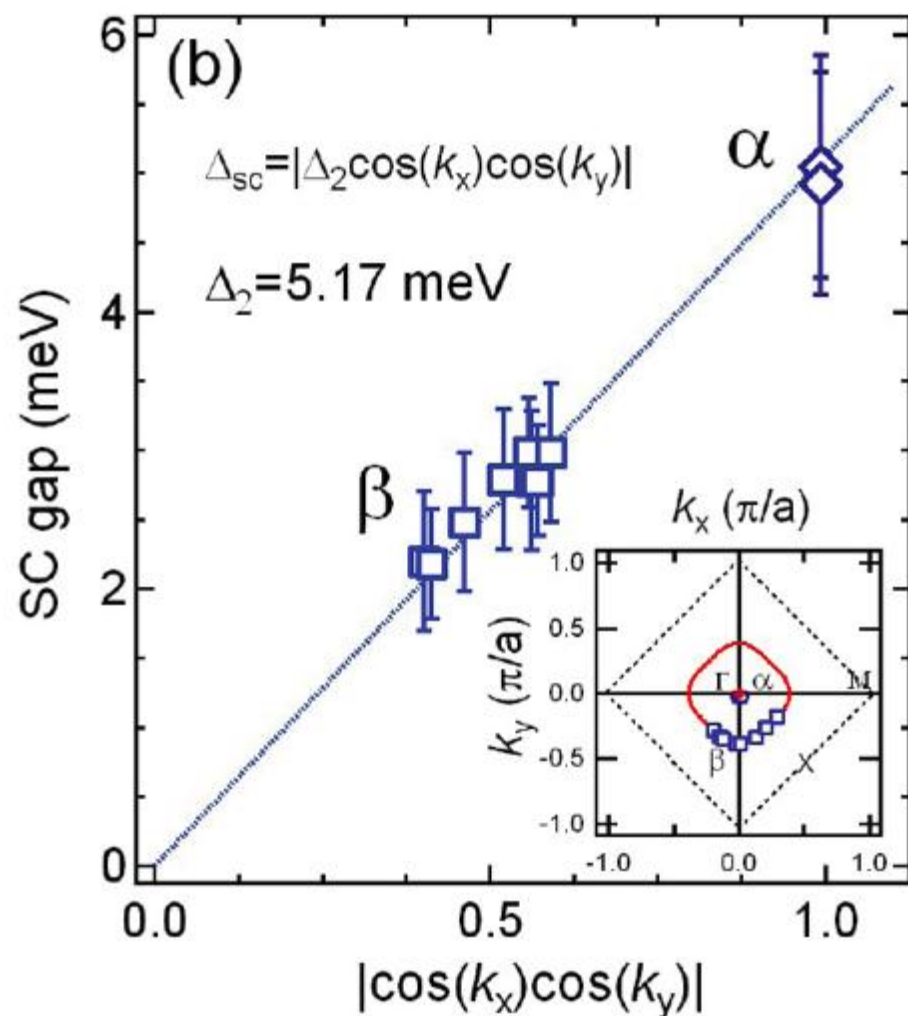 6
(b)
α
Δsc=|Δ2cos(kx)cos(ky)|
Δ2=5.17 meV
4
SC gap (meV)
β
kx (π/a)
1.0
0.5
Γ α M
0.0
ky (π/a)
-0.5
β X
-1.0
-1.0 0.0 1.0
2
0
0.0 0.5 1.0
|cos(kx)cos(ky)|